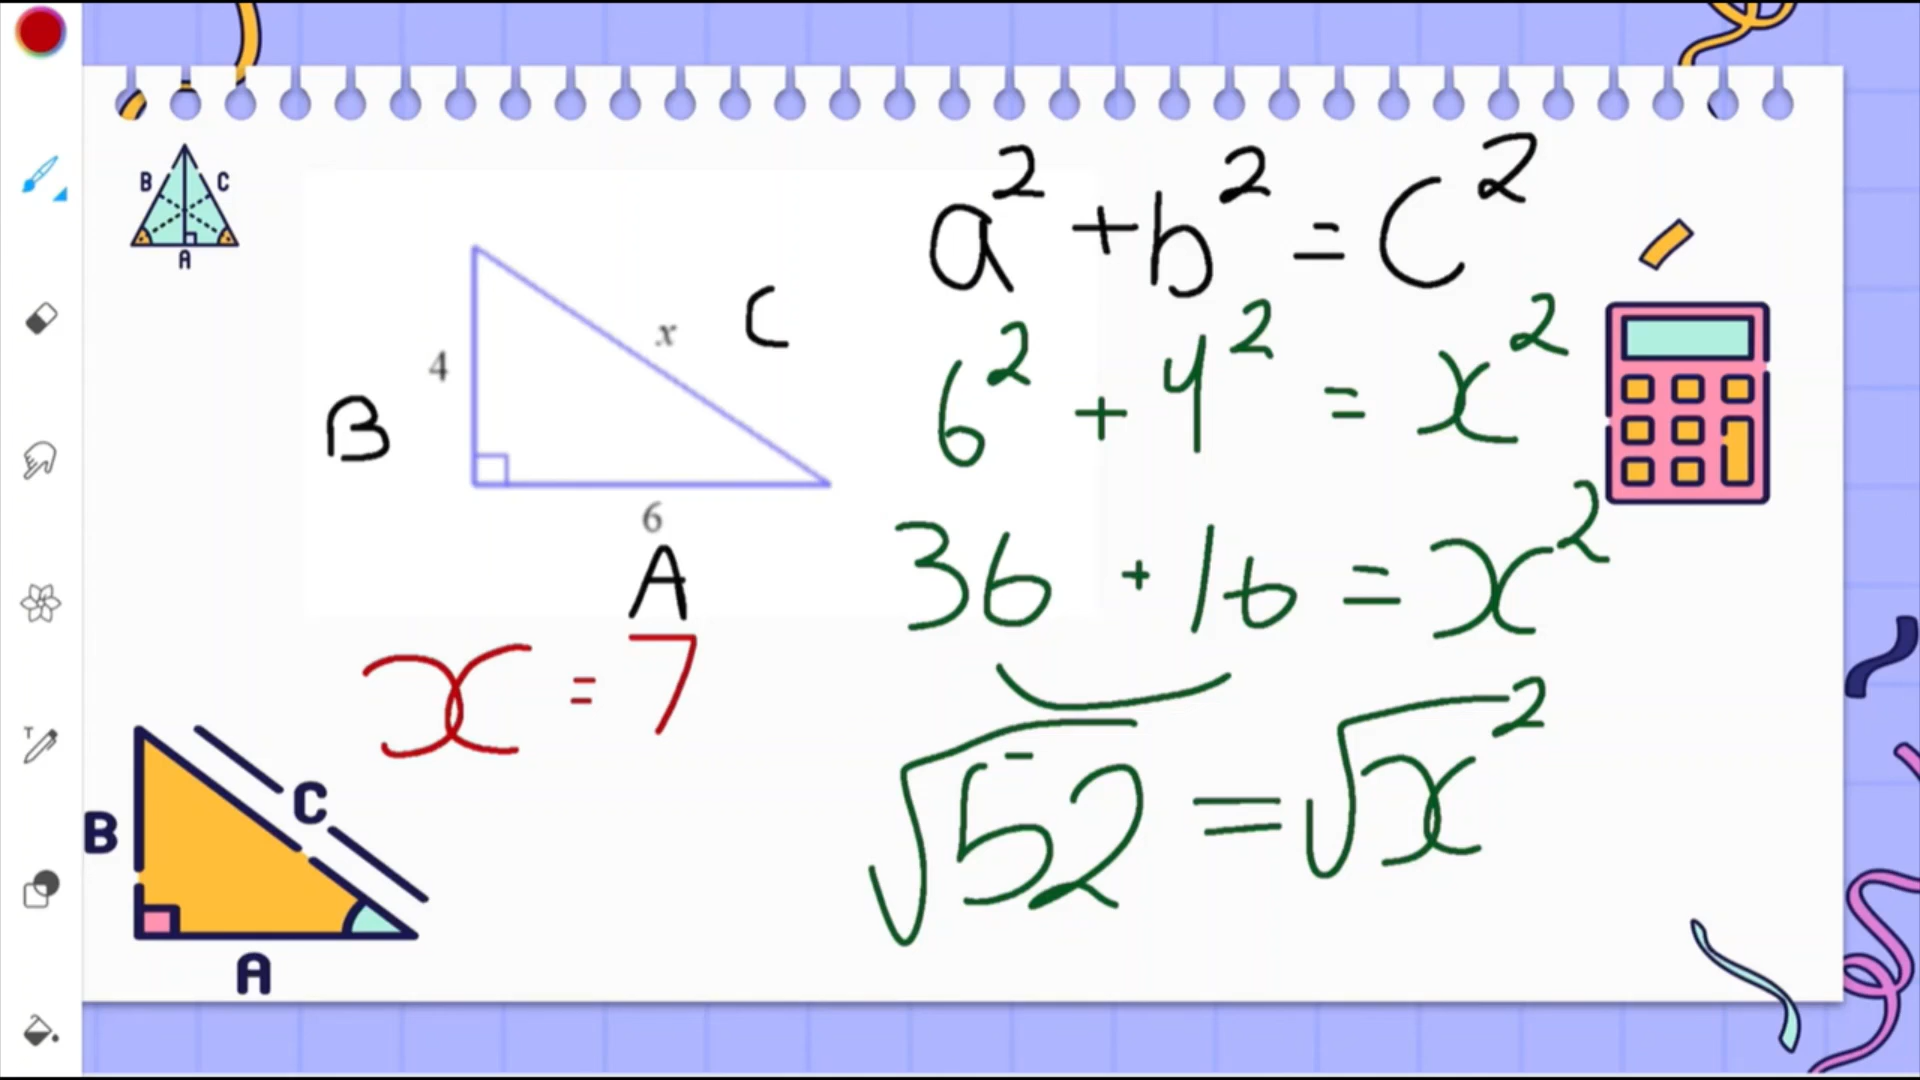 B C
A
a² + b² = c²
4 x C
B
6
A
6² + 4² = x²
36 + 16 = x²
x = 7
√52 = √x²
B C
A
T